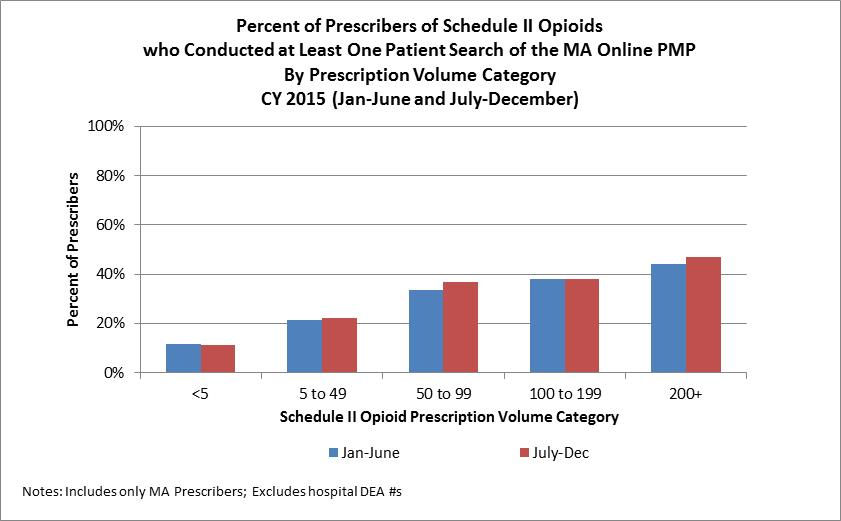 Percent of Prescribers of Schedule II Opioids
who Conducted at Least One Patient Search of the MA Online PMP
By Prescription Volume Category
CY 2015 (Jan-June and July-December)
Percent of Prescribers
100%
80%
60%
40%
20%
0%
<5
5 to 49
50 to 99
100 to 199
200+
Schedule II Opioid Prescription Volume Category
Jan-June
July-Dec
Notes: Includes only MA Prescribers; Excludes hospital DEA #s